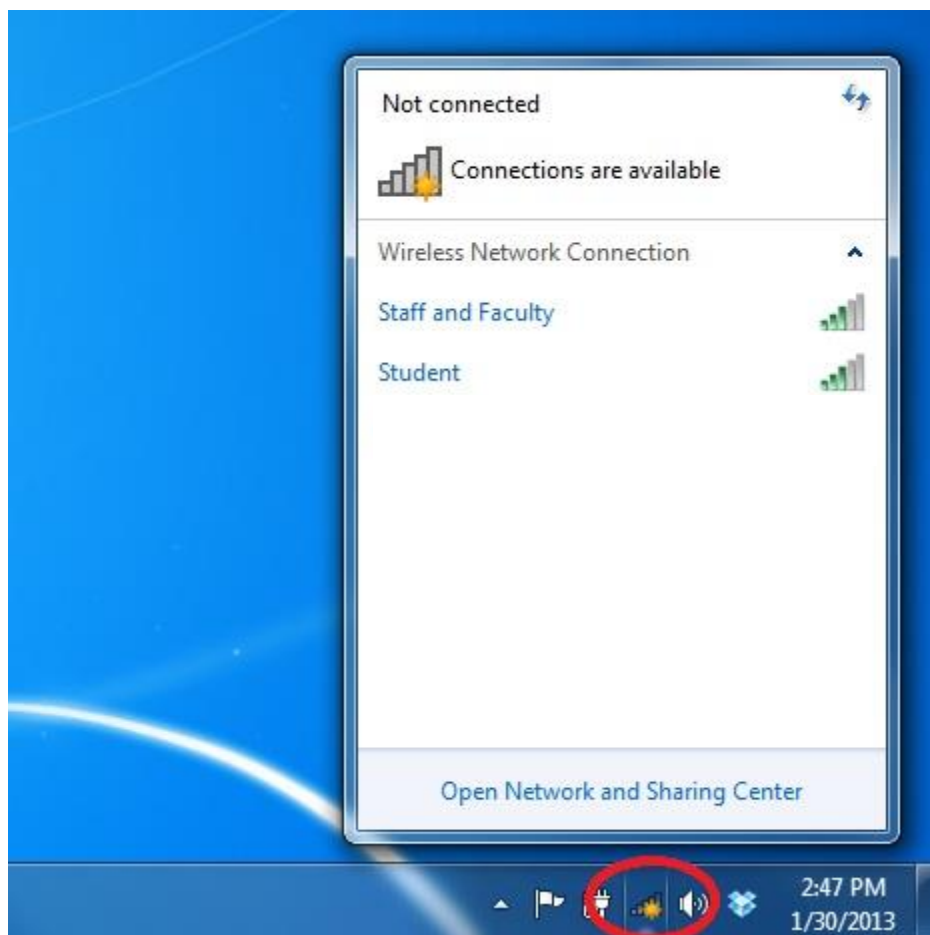 Not connected
Connections are available
Wireless Network Connection
Staff and Faculty
Student
Open Network and Sharing Center
2:47 PM
1/30/2013